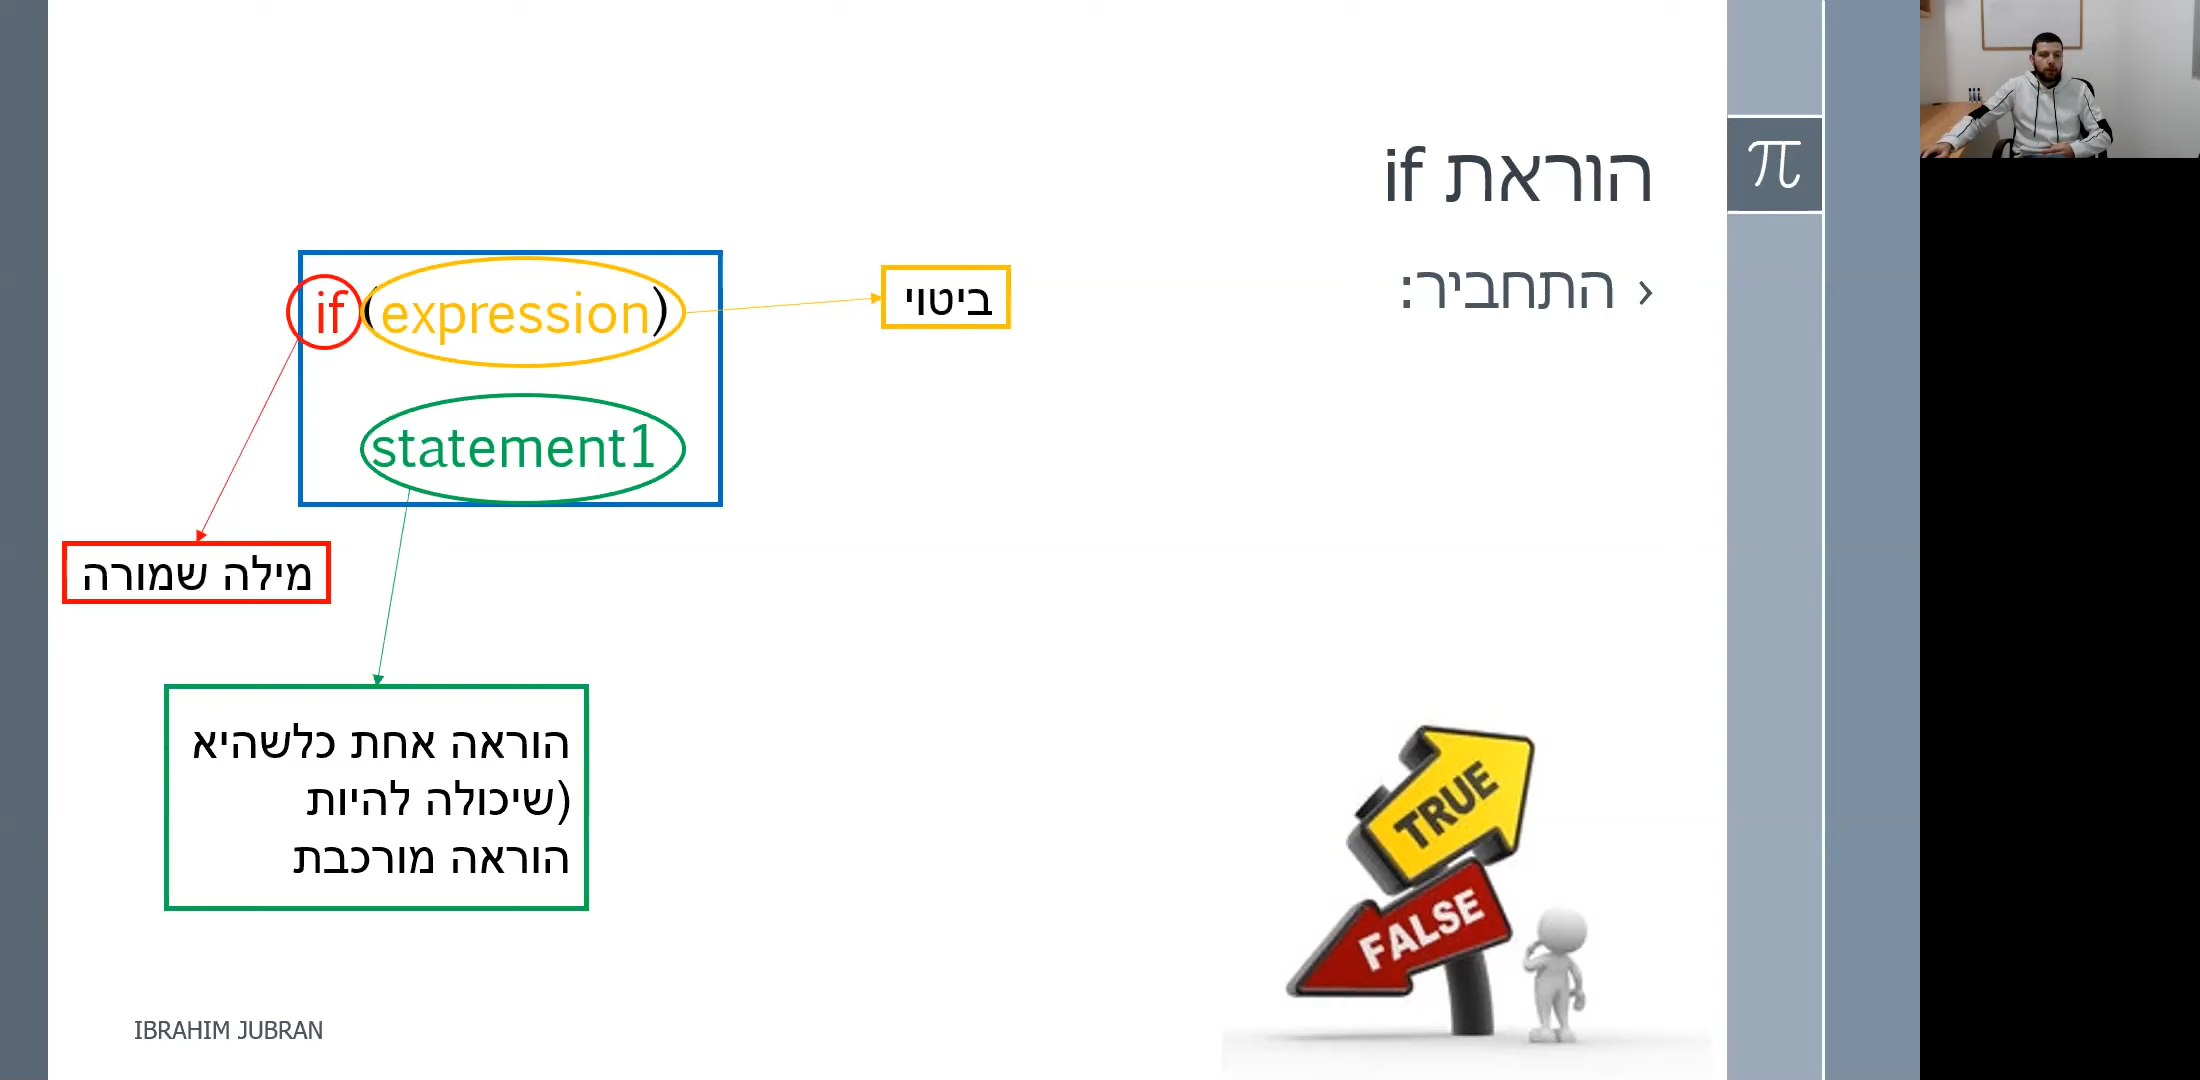 π
הוראת if
‹ התחביר:
if(expression)
ביטוי
statement1
מילה שמורה
הוראה אחת כלשהיא
(שיכולה להיות
הוראה מורכבת
TRUE
FALSE
IBRAHIM JUBRAN